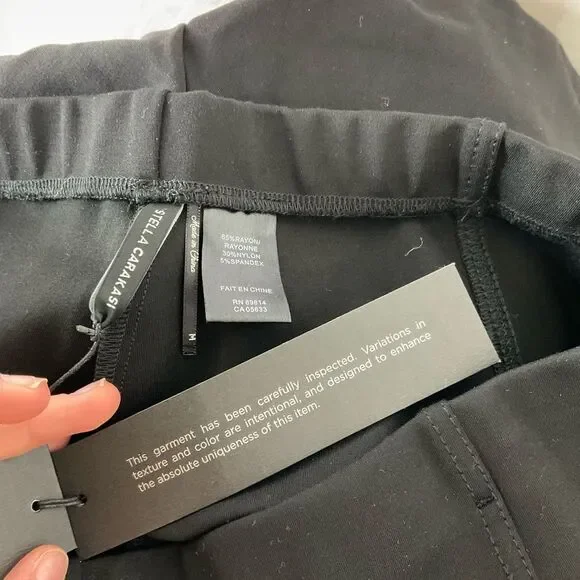 STELLA CARAKASI
Made in China
M
65%RAYON/
RAYONNE
30%NYLON
5%SPANDEX
FAIT EN CHINE
RN 89814
CA 05633
This garment has been carefully inspected. Variations in
texture and color are intentional, and designed to enhance
the absolute uniqueness of this item.